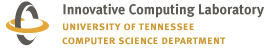 Innovative Computing Laboratory
UNIVERSITY OF TENNESSEE
COMPUTER SCIENCE DEPARTMENT